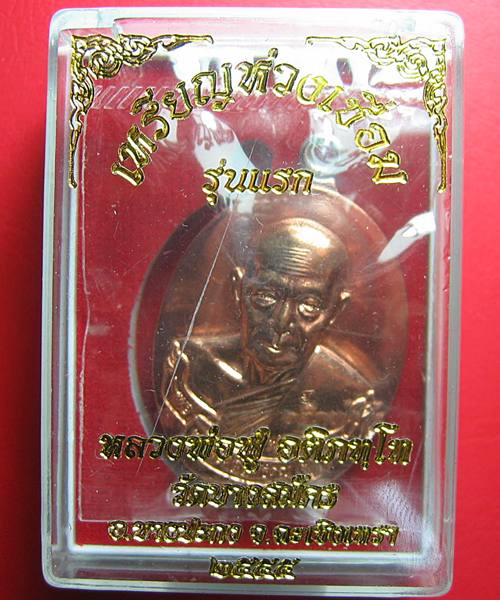 เหรียญห่วงเชื่อม
รุ่นแรก
หลวงพ่อฟู อติภทฺโท
วัดบางสมัคร
อ.บางปะกง จ.ฉะเชิงเทรา
๒๕๕๕